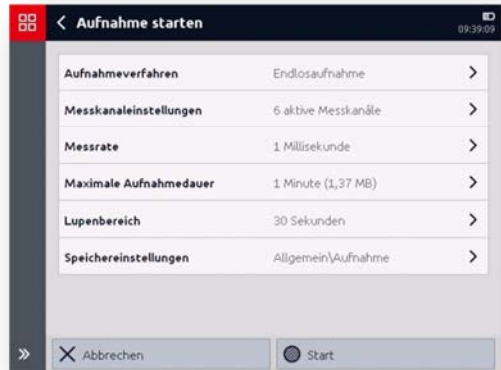 Aufnahme starten
09:39:09
Aufnahmeverfahren Endlosaufnahme
Messkanaleinstellungen 6 aktive Messkanäle
Messrate 1 Millisekunde
Maximale Aufnahmedauer 1 Minute (1,37 MB)
Lupenbereich 30 Sekunden
Speichereinstellungen Allgemein\Aufnahme
Abbrechen Start